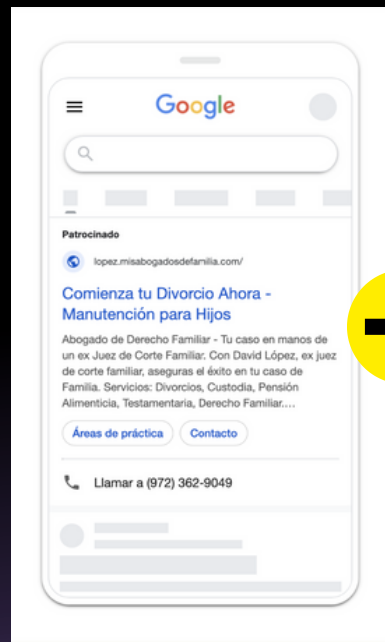 Google
Patrocinado
lopez.misabogadosdefamilia.com/
Comienza tu Divorcio Ahora -
Manutención para Hijos
Abogado de Derecho Familiar - Tu caso en manos de
un ex Juez de Corte Familiar. Con David López, ex juez
de corte familiar, aseguras el éxito en tu caso de
Familia. Servicios: Divorcios, Custodia, Pensión
Alimenticia, Testamentaria, Derecho Familiar....
Áreas de práctica Contacto
Llamar a (972) 362-9049